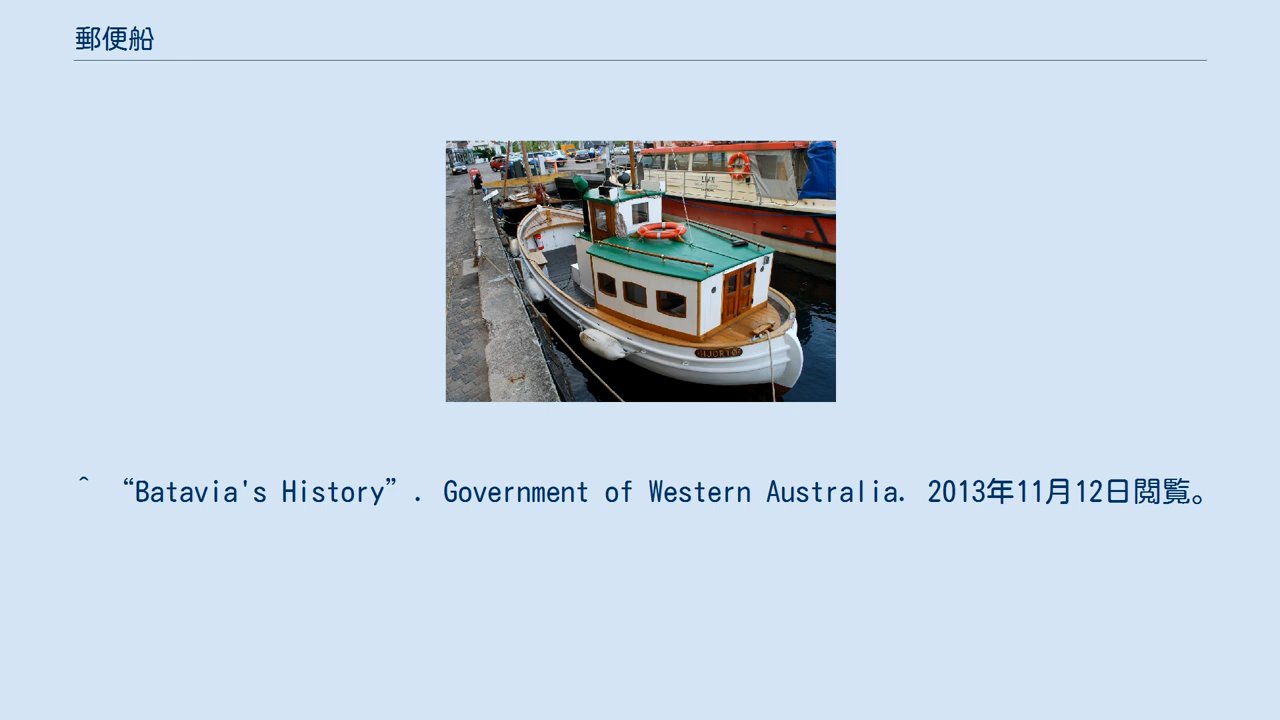 郵便船
^ “Batavia's History”. Government of Western Australia. 2013年11月12日閲覧。